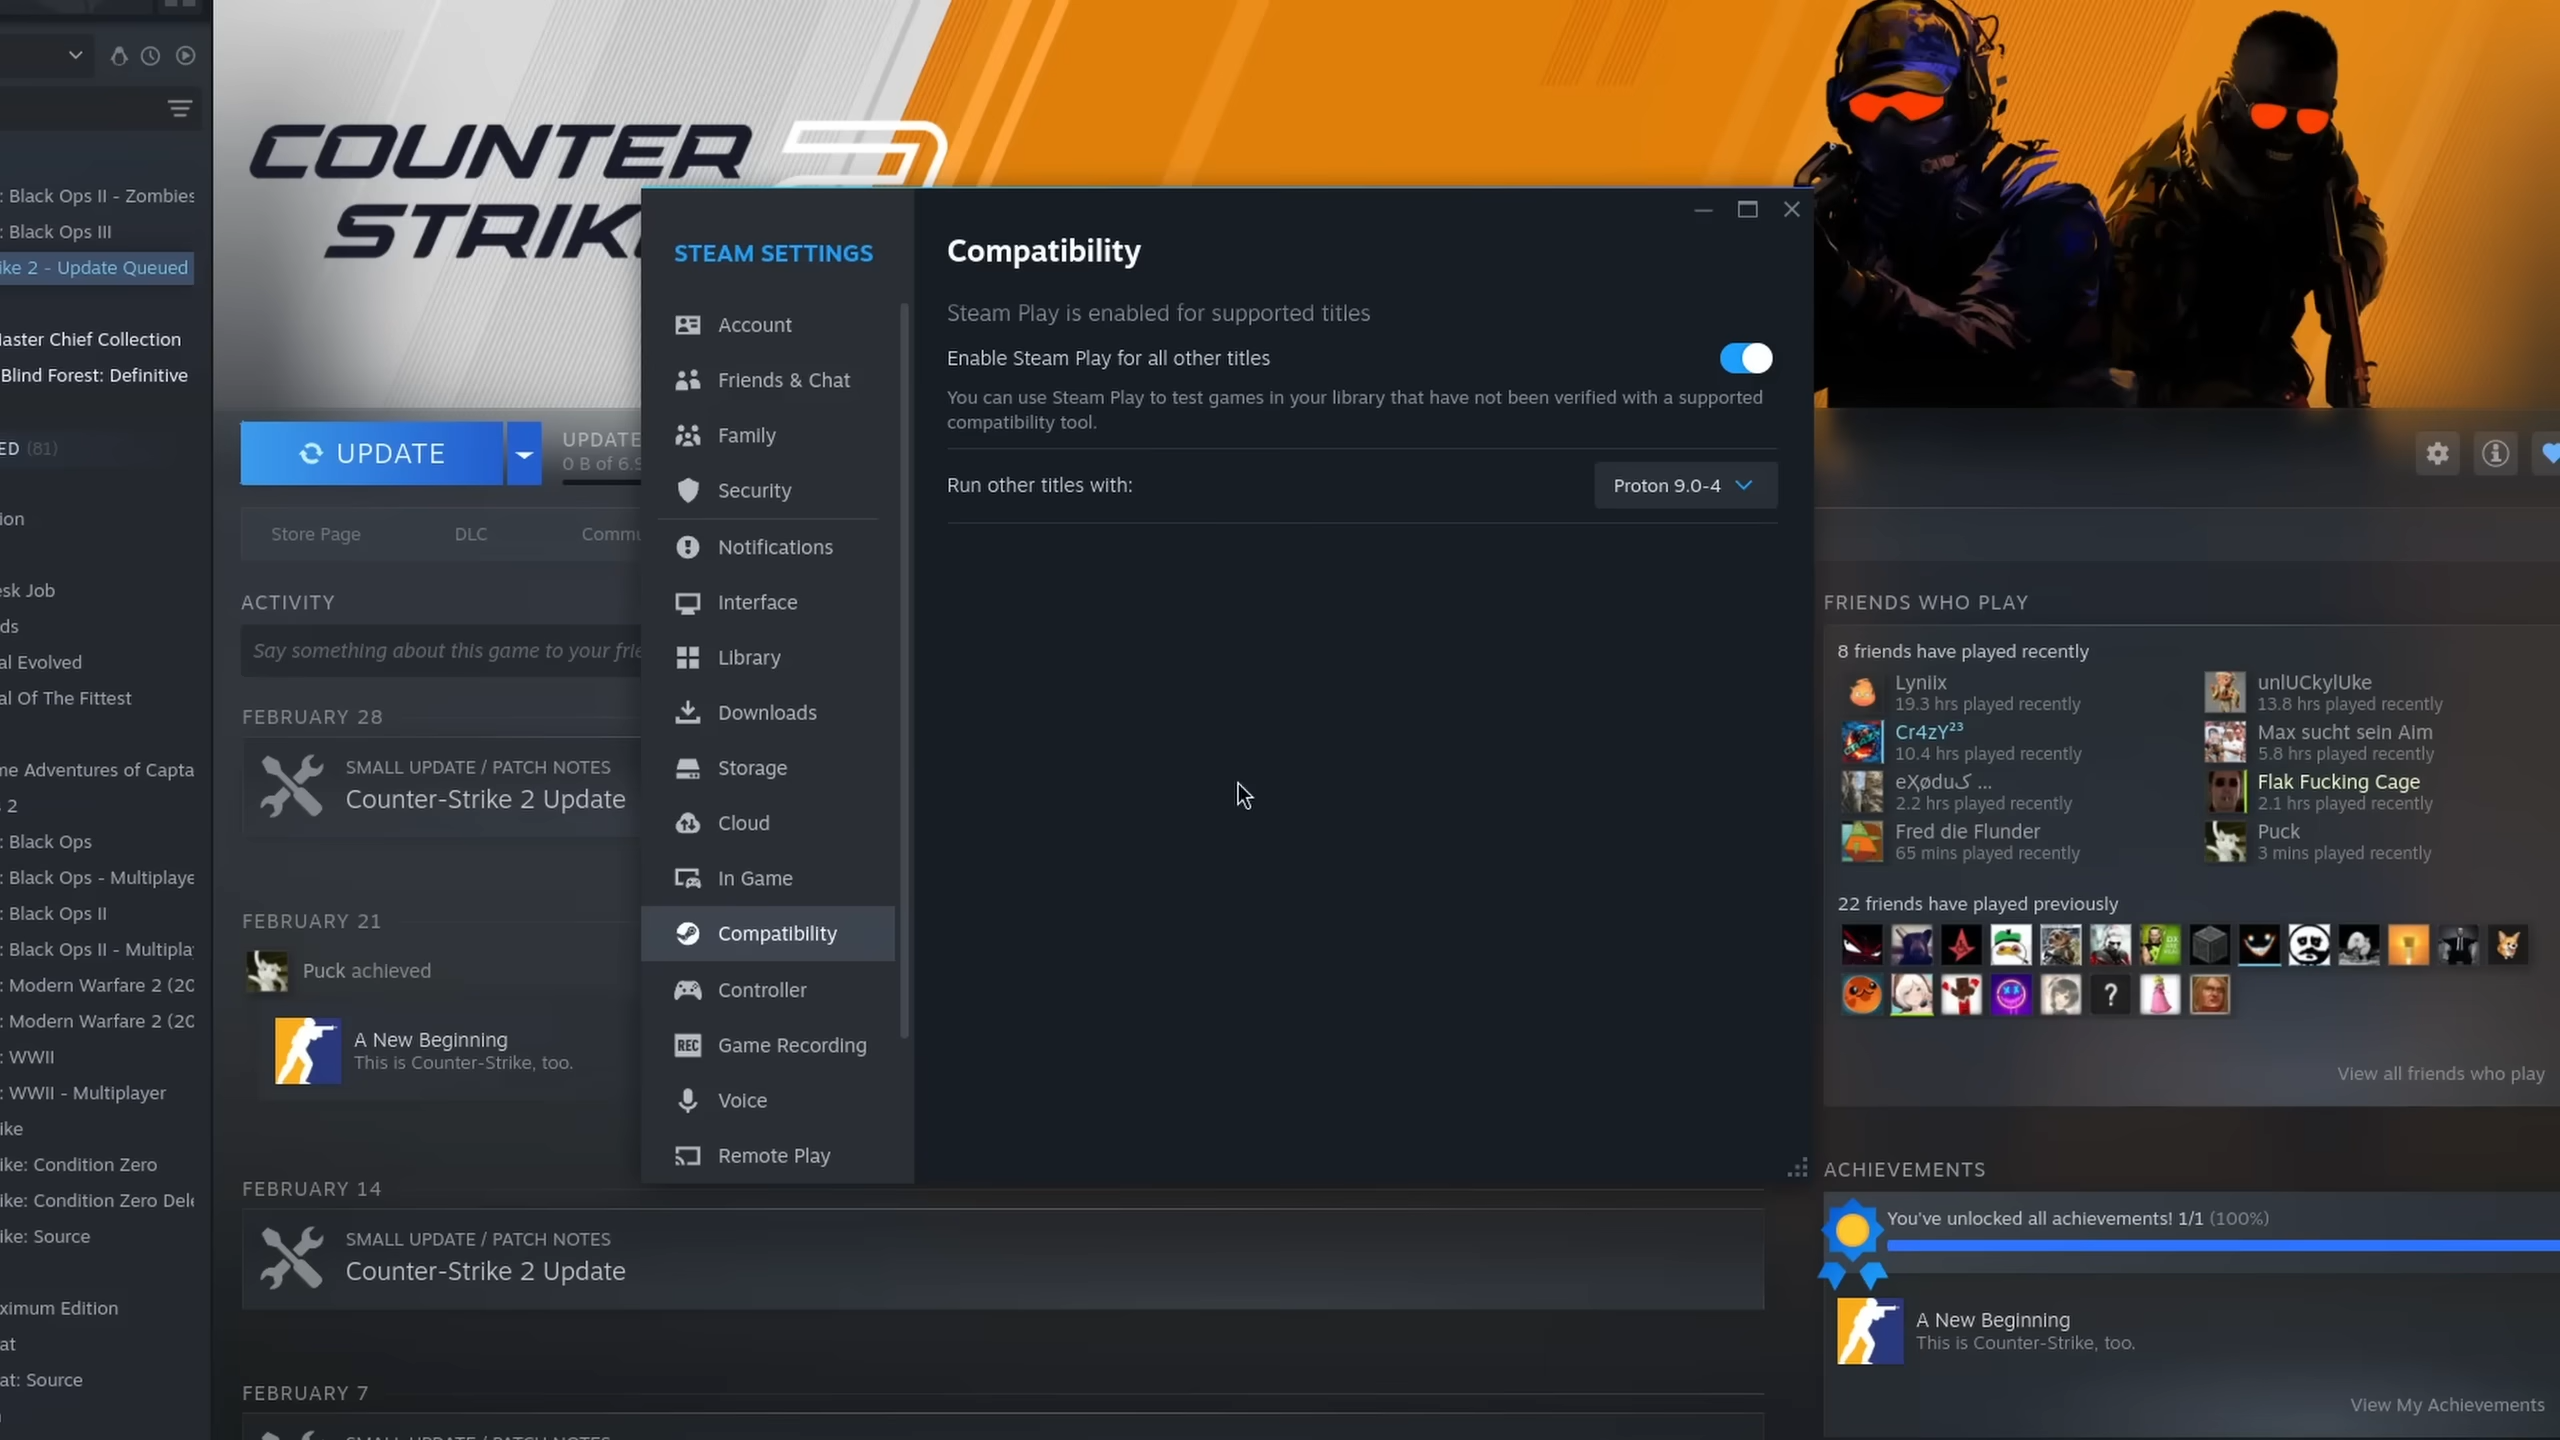 : Black Ops II - Zombies
: Black Ops III
ike 2 - Update Queued
aster Chief Collection
Blind Forest: Definitive
ED (81)
ion
esk Job
ds
al Evolved
al Of The Fittest
me Adventures of Capta
2
: Black Ops
: Black Ops - Multiplaye
: Black Ops II
: Black Ops II - Multipla
: Modern Warfare 2 (20
: Modern Warfare 2 (20
: WWII
: WWII - Multiplayer
ike
ike: Condition Zero
ike: Condition Zero Dele
ike: Source
ximum Edition
at
at: Source
COUNTER
STRIK
UPDATE
UPDATE
0 B of 6.9
Store Page
DLC
Commu
ACTIVITY
Say something about this game to your frie
FEBRUARY 28
SMALL UPDATE / PATCH NOTES
Counter-Strike 2 Update
FEBRUARY 21
Puck achieved
A New Beginning
This is Counter-Strike, too.
FEBRUARY 14
SMALL UPDATE / PATCH NOTES
Counter-Strike 2 Update
FEBRUARY 7
SMALL UPDATE / PATCH NOTES
STEAM SETTINGS
Account
Friends & Chat
Family
Security
Notifications
Interface
Library
Downloads
Storage
Cloud
In Game
Compatibility
Controller
REC
Game Recording
Voice
Remote Play
Compatibility
Steam Play is enabled for supported titles
Enable Steam Play for all other titles
You can use Steam Play to test games in your library that have not been verified with a supported
compatibility tool.
Run other titles with:
Proton 9.0-4
FRIENDS WHO PLAY
8 friends have played recently
Lyniix
19.3 hrs played recently
unlUCkylUke
13.8 hrs played recently
Cr4zY²³
10.4 hrs played recently
Max sucht sein Alm
5.8 hrs played recently
2.2 hrs played recently
Flak Fucking Cage
2.1 hrs played recently
Fred die Flunder
65 mins played recently
Puck
3 mins played recently
22 friends have played previously
?
View all friends who play
ACHIEVEMENTS
You've unlocked all achievements! 1/1 (100%)
A New Beginning
This is Counter-Strike, too.
View My Achievements